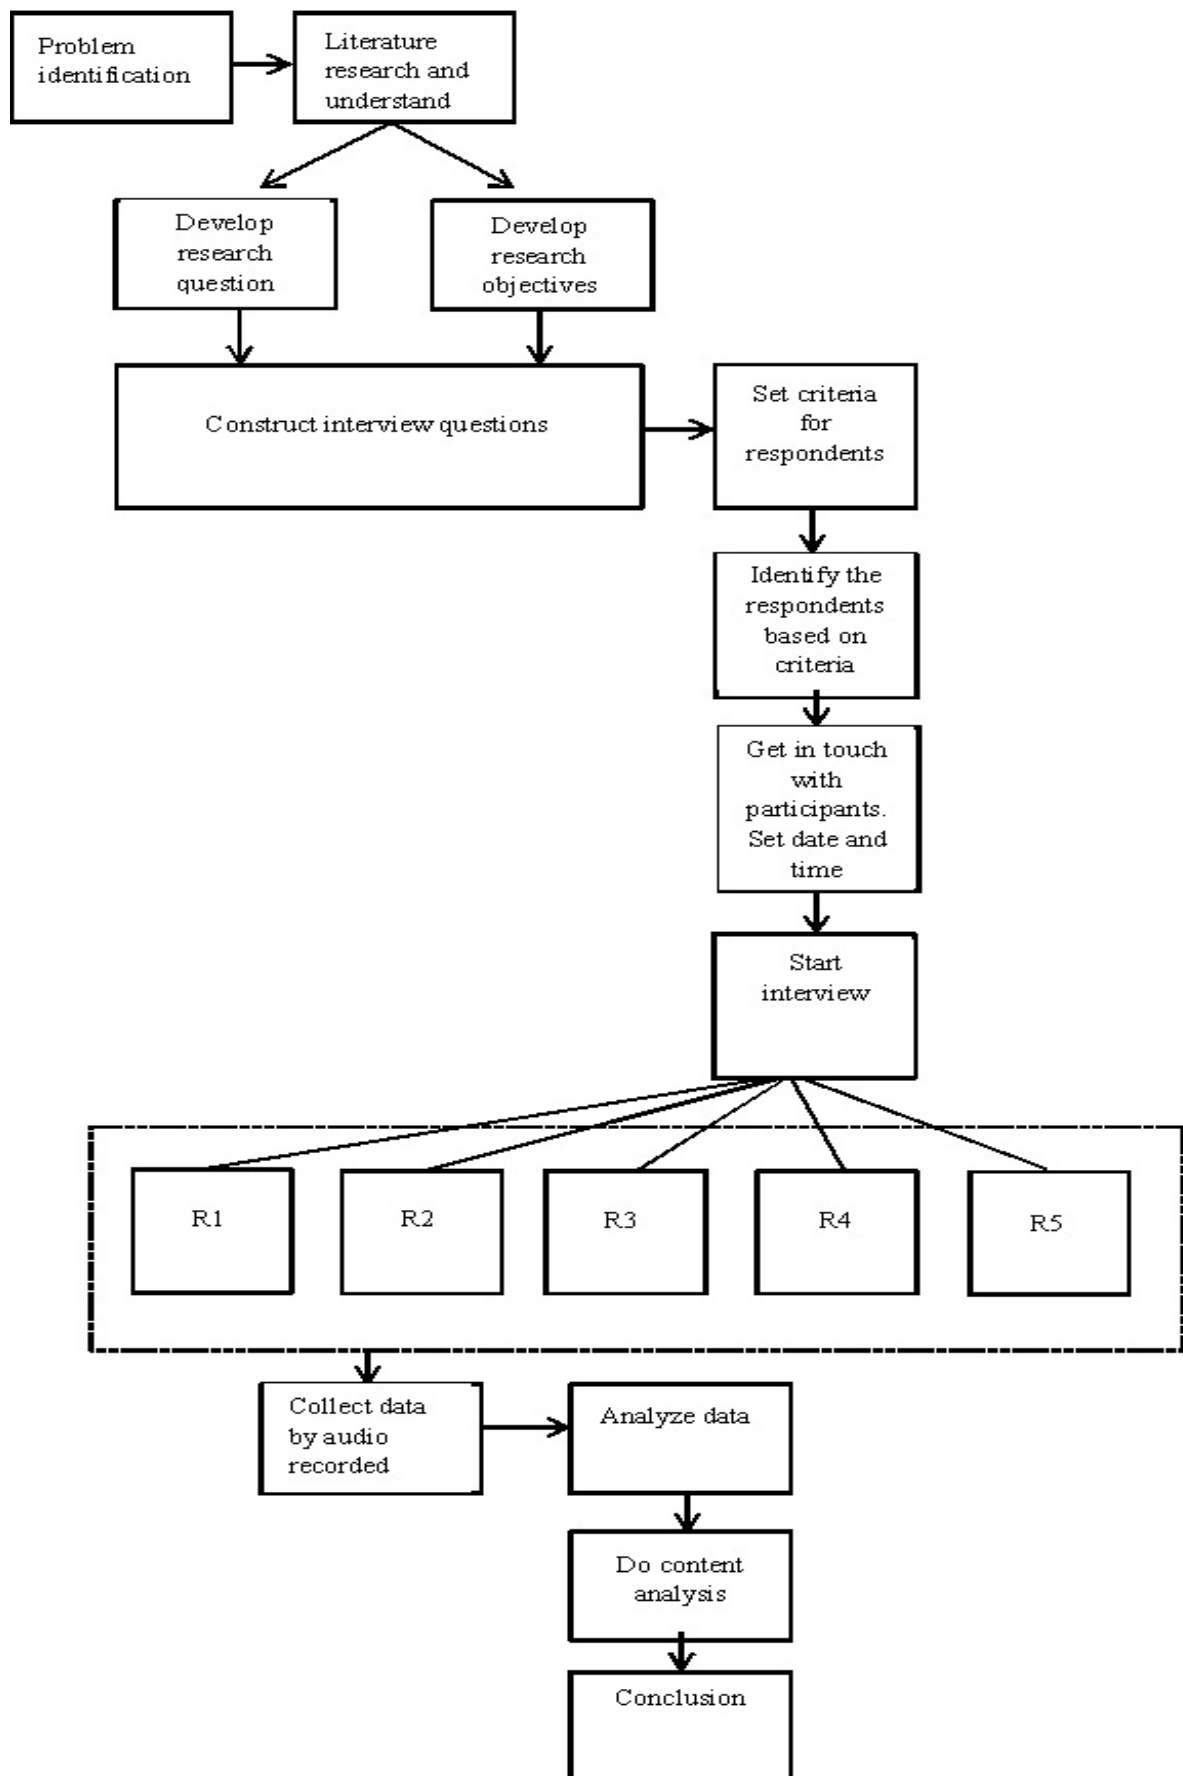 Problem
identification
Literature
research and
understand
Develop
research
question
Develop
research
objectives
Construct interview questions
Set criteria
for
respondents
Identify the
respondents
based on
criteria
Get in touch
with
participants.
Set date and
time
Start
interview
R1
R2
R3
R4
R5
Collect data
by audio
recorded
Analyze data
Do content
analysis
Conclusion